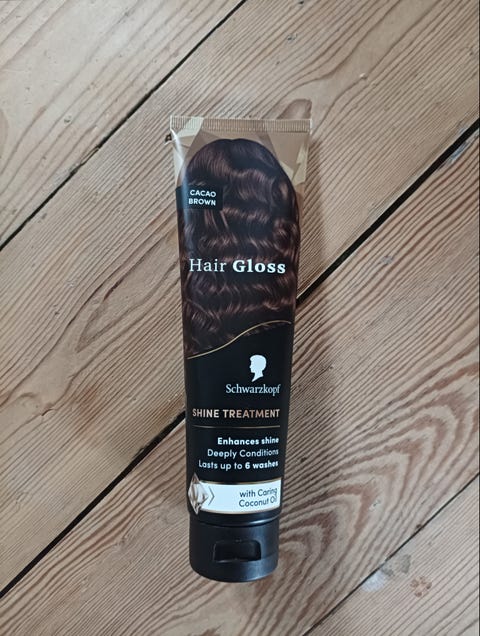 CACAO
BROWN
Hair Gloss
Schwarzkopf
SHINE TREATMENT
Enhances shine
Deeply Conditions
Lasts up to 6 washes
with Caring
Coconut Oil